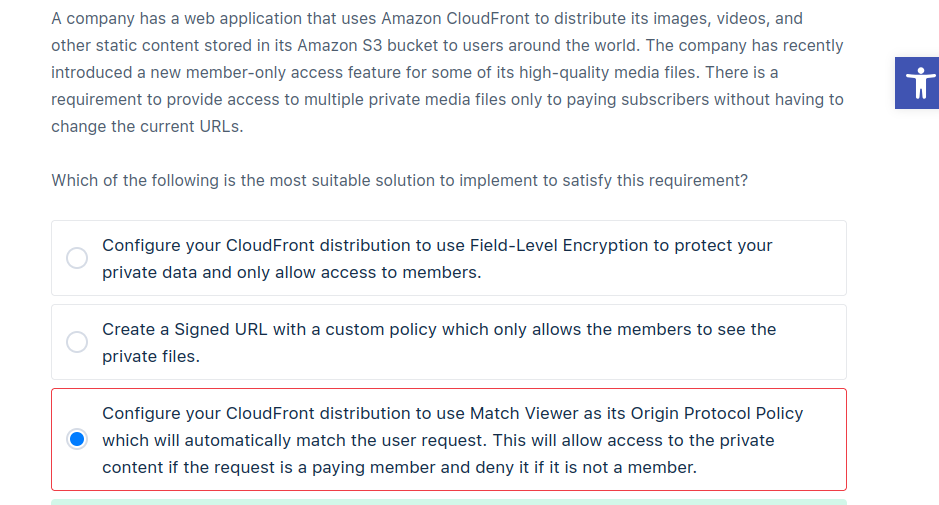 A company has a web application that uses Amazon CloudFront to distribute its images, videos, and
other static content stored in its Amazon S3 bucket to users around the world. The company has recently
introduced a new member-only access feature for some of its high-quality media files. There is a
requirement to provide access to multiple private media files only to paying subscribers without having to
change the current URLs.
Which of the following is the most suitable solution to implement to satisfy this requirement?
Configure your CloudFront distribution to use Field-Level Encryption to protect your
private data and only allow access to members.
Create a Signed URL with a custom policy which only allows the members to see the
private files.
Configure your CloudFront distribution to use Match Viewer as its Origin Protocol Policy
which will automatically match the user request. This will allow access to the private
content if the request is a paying member and deny it if it is not a member.